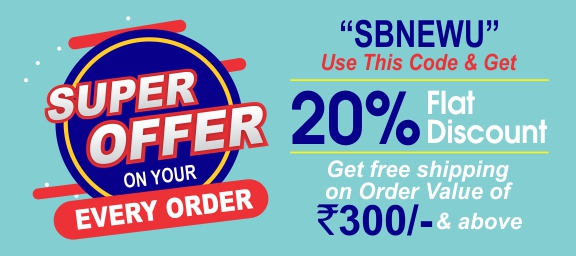 SUPER
OFFER
ON YOUR
EVERY ORDER
“SBNEWU”
Use This Code & Get
20% Flat
Discount
Get free shipping
on Order Value of
₹300/- & above